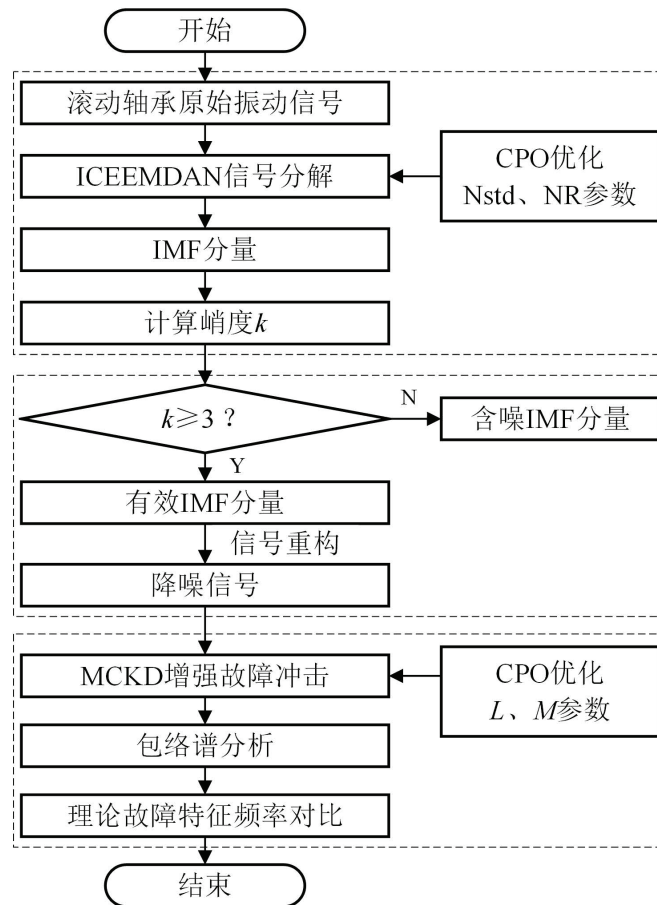 开始
滚动轴承原始振动信号
ICEEMDAN信号分解
CPO优化
Nstd、NR参数
IMF分量
计算峭度k
k≥3？
N
含噪IMF分量
Y
有效IMF分量
信号重构
降噪信号
MCKD增强故障冲击
CPO优化
L、M参数
包络谱分析
理论故障特征频率对比
结束